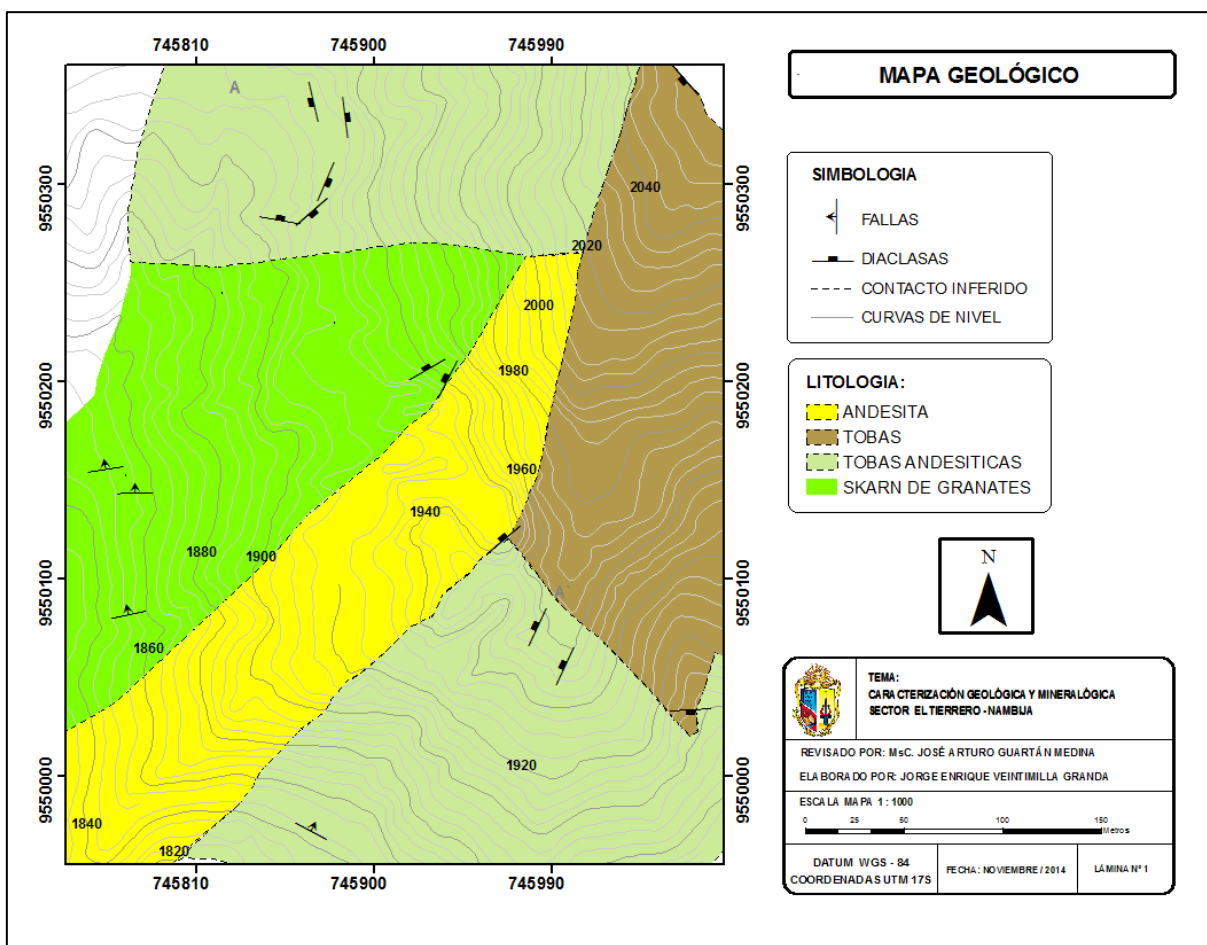 745810 745900 745990
MAPA GEOLÓGICO
A
9550300
9550300
SIMBOLOGIA
FALLAS
DIACLASAS
CONTACTO INFERIDO
CURVAS DE NIVEL
2040
2020
2000
1980
9550200
9550200
LITOLOGIA:
ANDESITA
TOBAS
TOBAS ANDESITICAS
SKARN DE GRANATES
1960
1940
1880
1900
N
9550100
9550100
A'
1860
1920
9550000
9550000
1840
1820
745810 745900 745990
TEMA:
CARACTERIZACIÓN GEOLÓGICA Y MINERALÓGICA
SECTOR EL TIERRERO - NAMBIJA
REVISADO POR: MsC. JOSÉ ARTURO GUARTÁN MEDINA
ELABORADO POR: JORGE ENRIQUE VEINTIMILLA GRANDA
ESCALA MAPA 1 : 1000
0 50 100 150
Metros
DATUM WGS - 84
COORDENADAS UTM 17S
FECHA: NOVIEMBRE / 2014
LÁMINA Nº 1